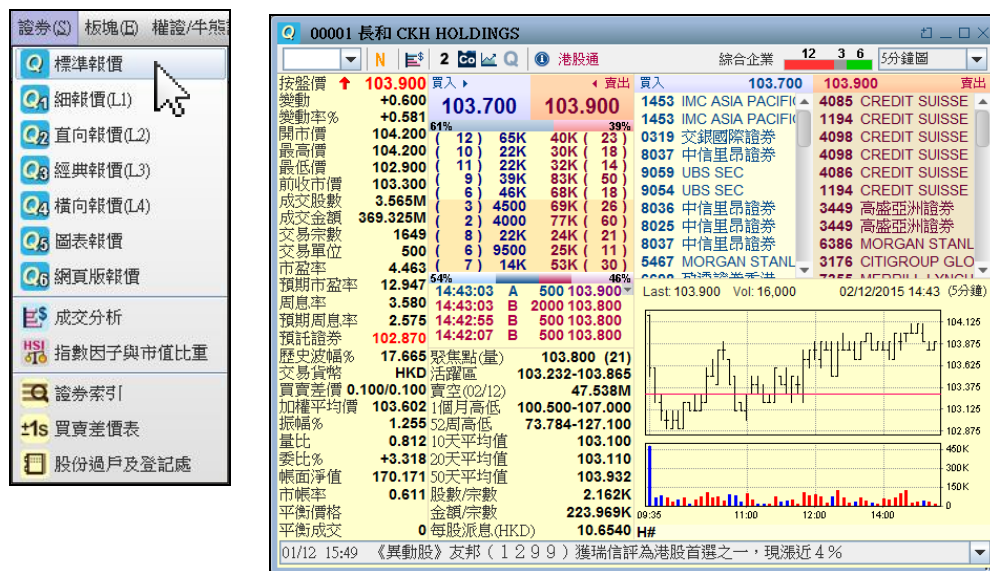 證券(S) 板塊(E) 權證/牛熊
標準報價
細報價(L1)
直向報價(L2)
經典報價(L3)
橫向報價(L4)
圖表報價
網頁版報價
成交分析
指數因子與市值比重
證券索引
買賣差價表
股份過戶及登記處
00001 長和 CKH HOLDINGS
N 2 Co Q 港股通 綜合企業 12 3 6 5分鐘圖
按盤價 103.900
變動 +0.600
變動率% +0.581
開市價 104.200
最高價 104.200
最低價 102.900
前收市價 103.300
成交股數 3.565M
成交金額 369.325M
交易宗數 1649
交易單位 500
市盈率 4.463
預期市盈率 12.947
周息率 3.580
預期周息率 2.575
預託證券 102.870
歷史波幅% 17.665
交易貨幣 HKD
買賣差價 0.100/0.100
加權平均價 103.602
振幅% 1.255
量比 0.812
委比% +3.318
帳面淨值 170.171
市帳率 0.611
平衡價格
平衡成交 0
買入 賣出
103.700 103.900
61% 39%
( 12 ) 65K 40K ( 23 )
( 10 ) 22K 30K ( 18 )
( 11 ) 22K 32K ( 14 )
( 9 ) 39K 83K ( 50 )
( 6 ) 46K 68K ( 18 )
( 3 ) 4500 69K ( 26 )
( 2 ) 4000 77K ( 60 )
( 8 ) 22K 24K ( 21 )
( 6 ) 9500 25K ( 11 )
( 7 ) 14K 53K ( 30 )
54% 46%
14:43:03 A 500 103.900
14:43:03 B 2000 103.800
14:42:55 B 500 103.800
14:42:07 B 500 103.800
聚焦點(量) 103.800 (21)
活躍區 103.232-103.865
賣空(02/12) 47.538M
1個月高低 100.500-107.000
52周高低 73.784-127.100
10天平均值 103.100
20天平均值 103.110
50天平均值 103.932
股數/宗數 2.162K
金額/宗數 223.969K
每股派息(HKD) 10.6540
買入 103.700 103.900 賣出
1453 IMC ASIA PACIFI 4085 CREDIT SUISSE
1453 IMC ASIA PACIFI 1194 CREDIT SUISSE
0319 交銀國際證券 4098 CREDIT SUISSE
8037 中信里昂證券 4098 CREDIT SUISSE
9059 UBS SEC 4086 CREDIT SUISSE
9054 UBS SEC 1194 CREDIT SUISSE
8036 中信里昂證券 3449 高盛亞洲證券
8025 中信里昂證券 3449 高盛亞洲證券
8037 中信里昂證券 6386 MORGAN STANL
5467 MORGAN STANL 3176 CITIGROUP GLO
Last: 103.900 Vol: 16,000 02/12/2015 14:43 (5分鐘)
104.125
103.875
103.625
103.375
103.125
102.875
450K
300K
150K
0
09:35 11:00 12:00 14:00
H#
01/12 15:49 《異動股》友邦（１２９９）獲瑞信評為港股首選之一，現漲近４％